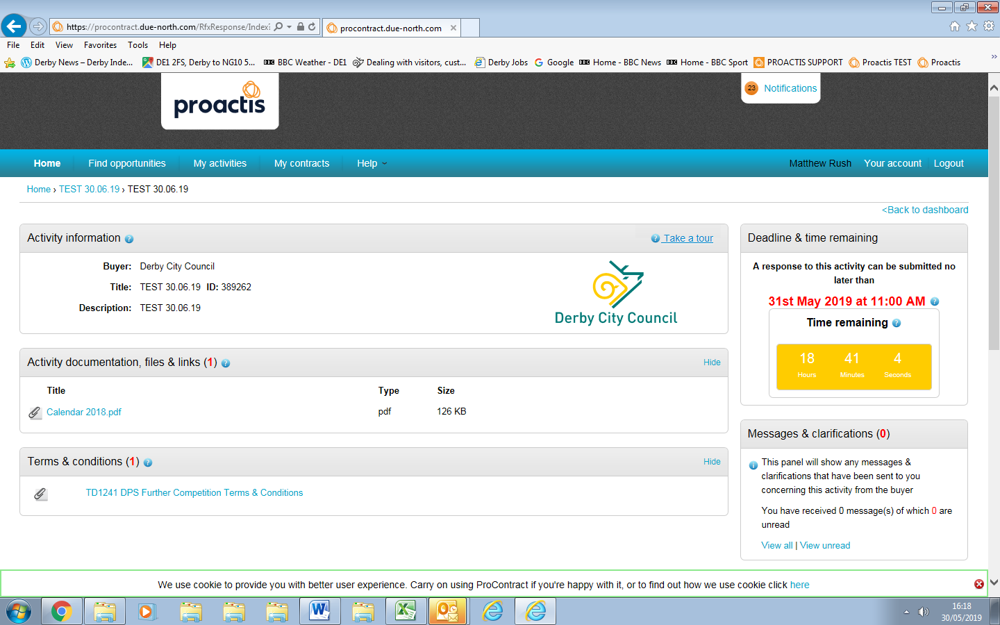 https://procontract.due-north.com/RfxResponse/Index
procontract.due-north.com
File Edit View Favorites Tools Help
Derby News – Derby Inde... DE1 2FS, Derby to NG10 5... BBC Weather - DE1 Dealing with visitors, cust... Derby Jobs Google Home - BBC News Home - BBC Sport PROACTIS SUPPORT Proactis TEST Proactis
proactis
23 Notifications
Home Find opportunities My activities My contracts Help Matthew Rush Your account Logout
Home › TEST 30.06.19 › TEST 30.06.19
<Back to dashboard
Activity information Take a tour
Buyer: Derby City Council
Title: TEST 30.06.19 ID: 389262
Description: TEST 30.06.19
Derby City Council
Activity documentation, files & links (1) Hide
Title Type Size
Calendar 2018.pdf pdf 126 KB
Terms & conditions (1) Hide
TD1241 DPS Further Competition Terms & Conditions
Deadline & time remaining
A response to this activity can be submitted no
later than
31st May 2019 at 11:00 AM
Time remaining
18 41 4
Hours Minutes Seconds
Messages & clarifications (0)
This panel will show any messages &
clarifications that have been sent to you
concerning this activity from the buyer
You have received 0 message(s) of which 0 are
unread
View all | View unread
We use cookie to provide you with better user experience. Carry on using ProContract if you're happy with it, or to find out how we use cookie click here
16:18
30/05/2019